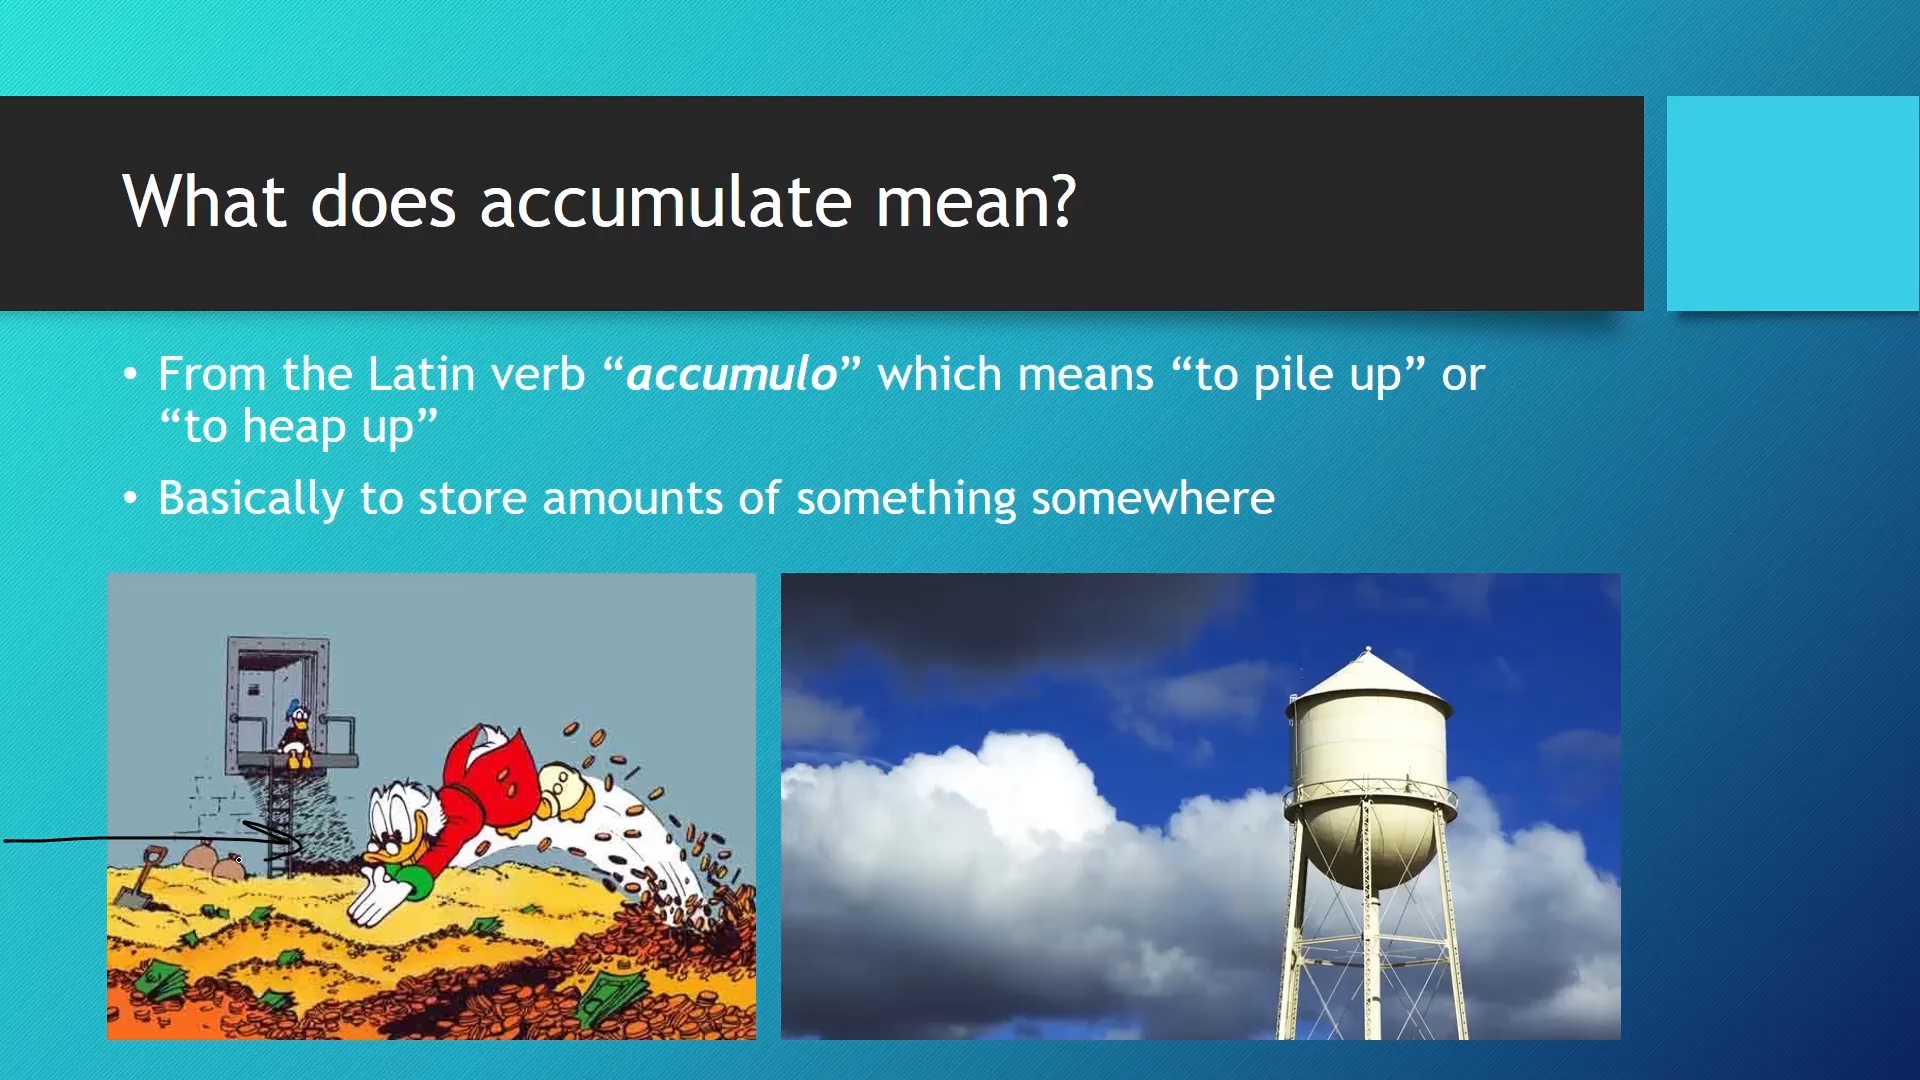 What does accumulate mean?
• From the Latin verb “accumulo” which means “to pile up” or
“to heap up”
• Basically to store amounts of something somewhere